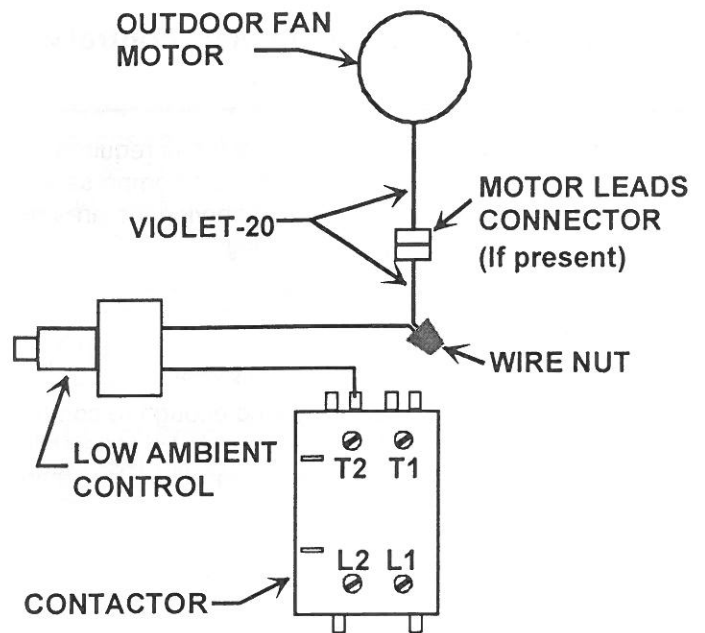 OUTDOOR FAN
MOTOR
MOTOR LEADS
CONNECTOR
(If present)
VIOLET-20
WIRE NUT
LOW AMBIENT
CONTROL
T2 T1
L2 L1
CONTACTOR